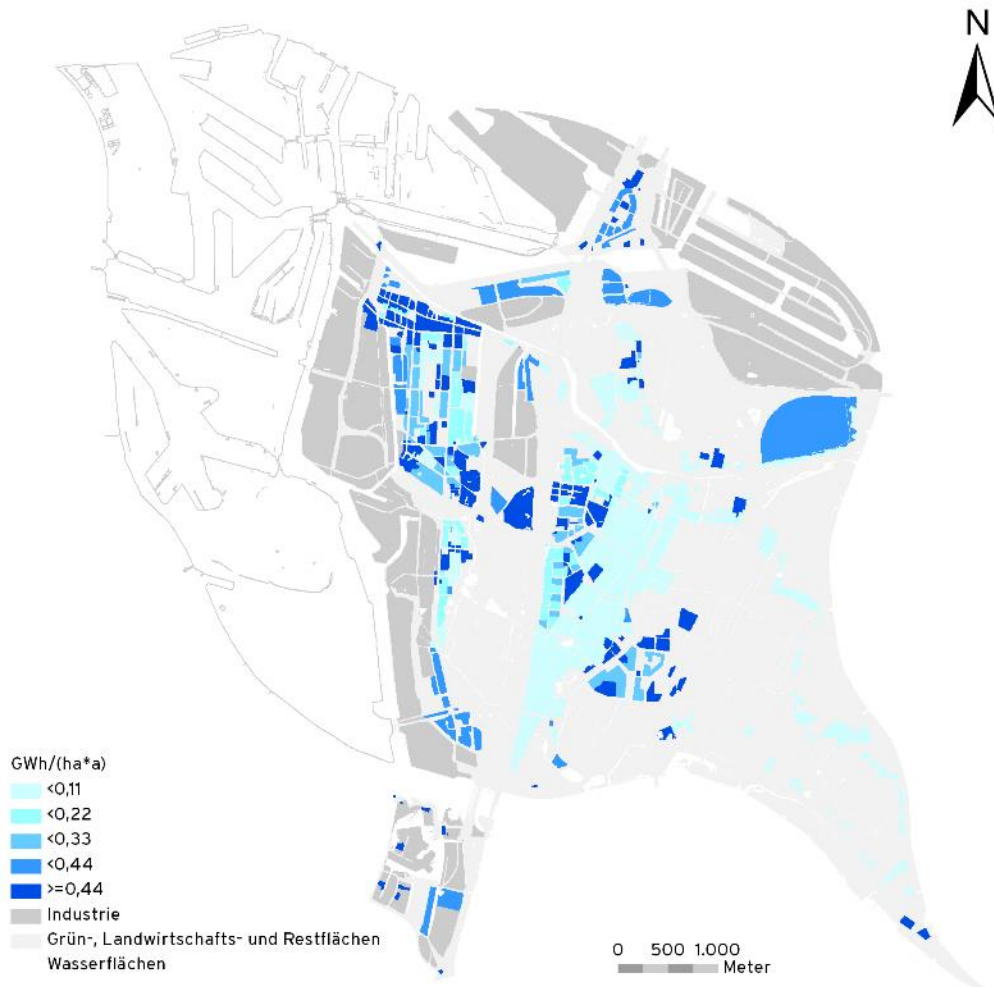 N
GWh/(ha*a)
<0,11
<0,22
<0,33
<0,44
>=0,44
Industrie
Grün-, Landwirtschafts- und Restflächen
Wasserflächen
0 500 1.000
Meter